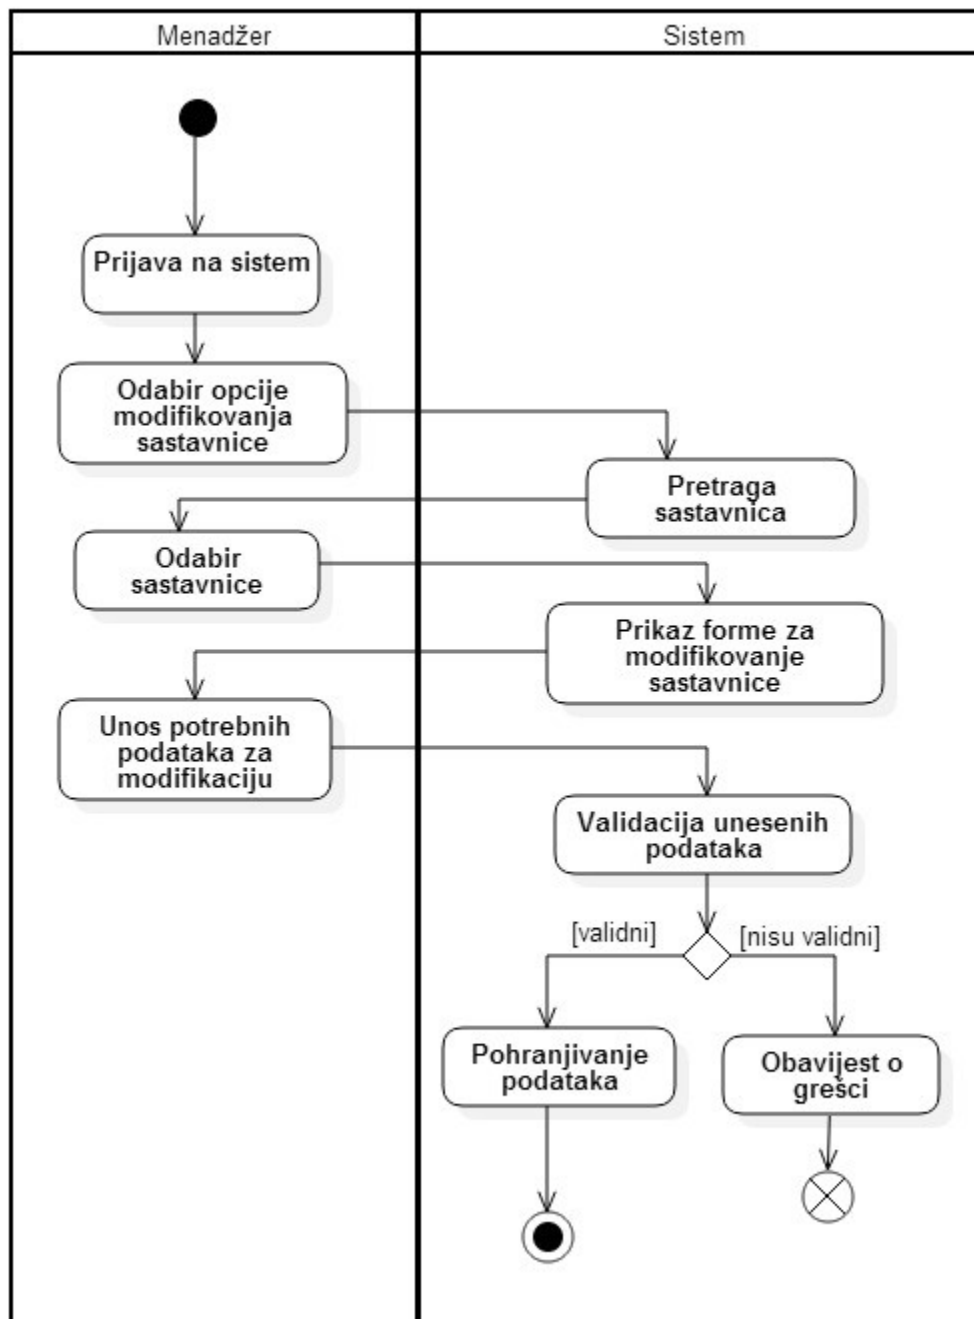 Menadžer
Sistem
Prijava na sistem
Odabir opcije
modifikovanja
sastavnice
Pretraga
sastavnica
Odabir
sastavnice
Prikaz forme za
modifikovanje
sastavnice
Unos potrebnih
podataka za
modifikaciju
Validacija unesenih
podataka
[validni]
[nisu validni]
Pohranjivanje
podataka
Obavijest o
grešci